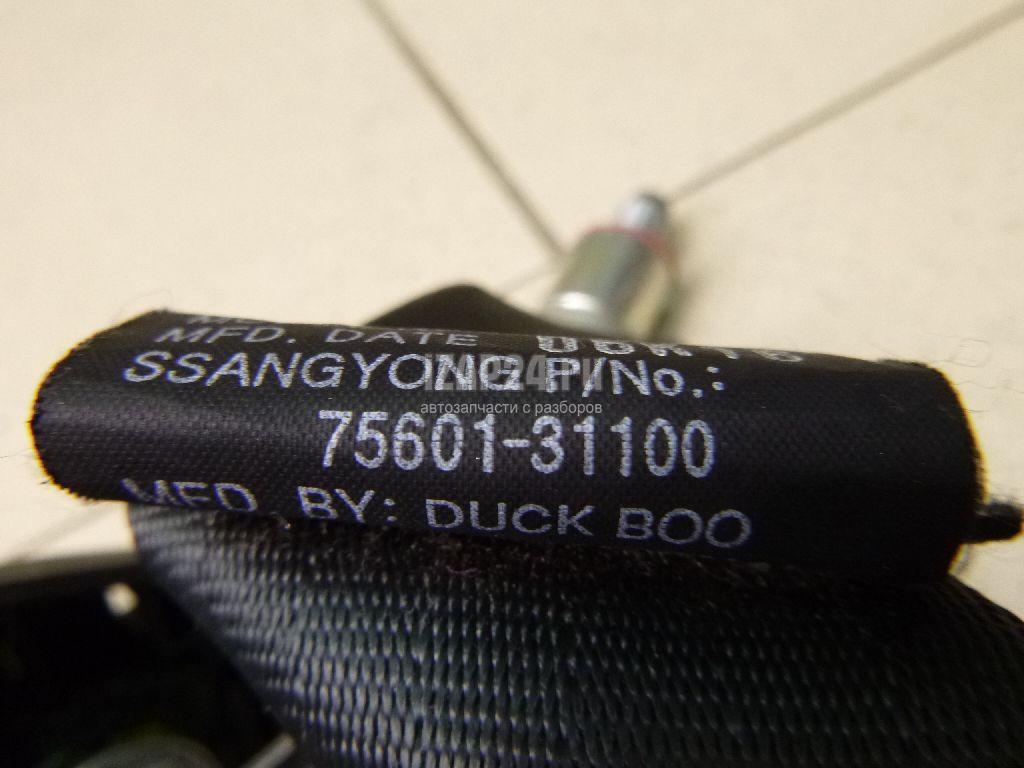 MFD. DATE
SSANGYONG P/No.:
автозапчасти с разборов
75601-31100
MFD. BY: DUCK BOO